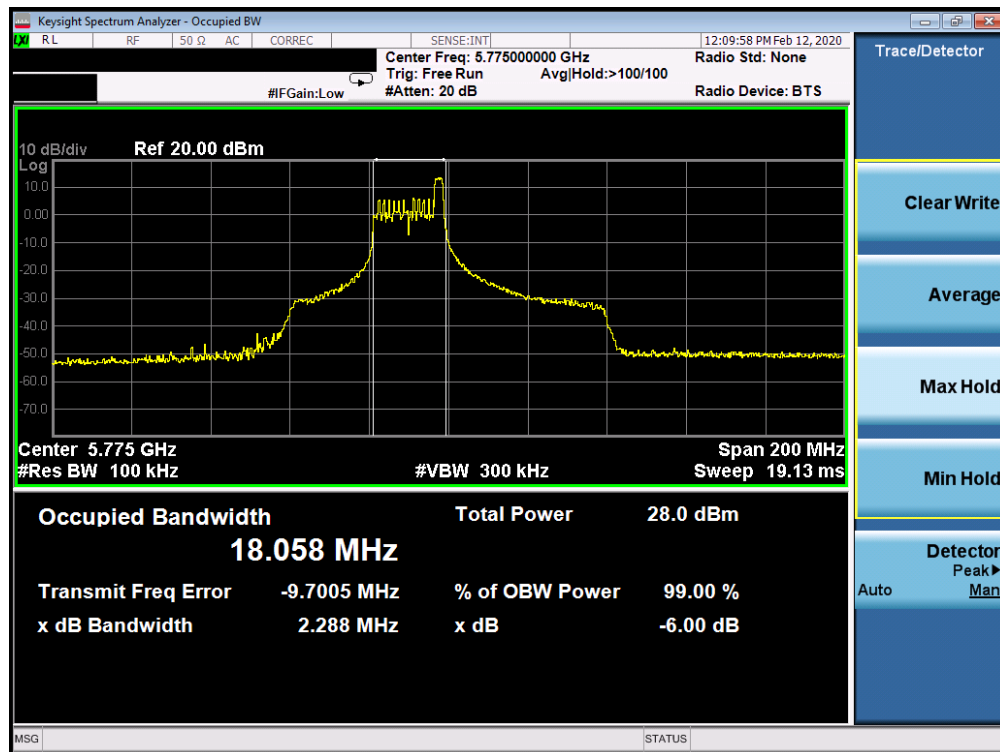 Keysight Spectrum Analyzer - Occupied BW
LXI RL RF 50 Ω AC CORREC SENSE:INT 12:09:58 PM Feb 12, 2020
Center Freq: 5.775000000 GHz Radio Std: None
Trig: Free Run Avg|Hold:>100/100
#IFGain:Low #Atten: 20 dB Radio Device: BTS
10 dB/div Ref 20.00 dBm
Log
10.0
0.00
-10.0
-20.0
-30.0
-40.0
-50.0
-60.0
-70.0
Center 5.775 GHz Span 200 MHz
#Res BW 100 kHz #VBW 300 kHz Sweep 19.13 ms
Occupied Bandwidth Total Power 28.0 dBm
18.058 MHz
Transmit Freq Error -9.7005 MHz % of OBW Power 99.00 %
x dB Bandwidth 2.288 MHz x dB -6.00 dB
MSG STATUS
Trace/Detector
Clear Write
Average
Max Hold
Min Hold
Detector
Peak
Auto Man